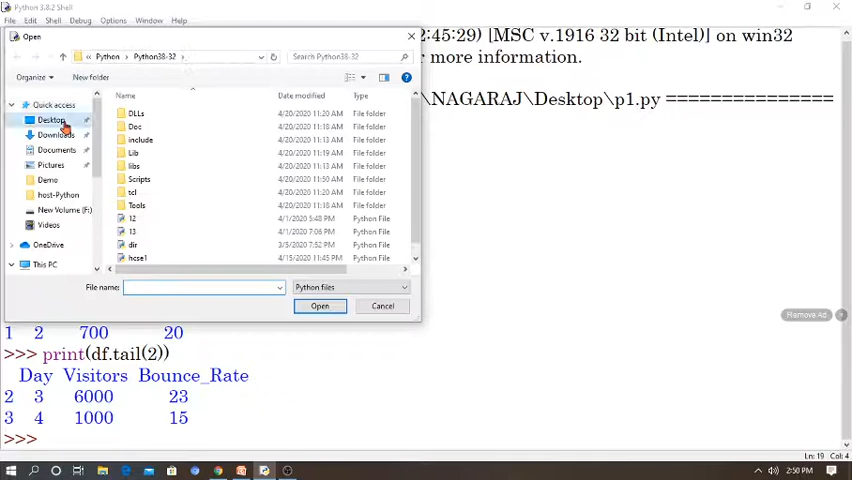 Python 3.8.2 Shell
File Edit Shell Debug Options Window Help
2:45:29) [MSC v.1916 32 bit (Intel)] on win32
r more information.
\NAGARAJ\Desktop\p1.py ===============
Open
« Python › Python38-32 ›
Search Python38-32
Organize New folder
Name Date modified Type
Quick access
Desktop
Downloads
Documents
Pictures
Demo
host-Python
New Volume (F:)
Videos
OneDrive
This PC
DLLs 4/20/2020 11:20 AM File folder
Doc 4/20/2020 11:18 AM File folder
include 4/20/2020 11:13 AM File folder
Lib 4/20/2020 11:13 AM File folder
libs 4/20/2020 11:13 AM File folder
Scripts 4/20/2020 11:50 AM File folder
tcl 4/20/2020 11:16 AM File folder
Tools 4/20/2020 11:18 AM File folder
12 4/1/2020 5:48 PM Python File
13 4/1/2020 7:06 PM Python File
dir 3/5/2020 7:52 PM Python File
hcse1 4/15/2020 11:45 PM Python File
File name: Python files
Open Cancel
Remove Ad
1 2 700 20
>>> print(df.tail(2))
Day Visitors Bounce_Rate
2 3 6000 23
3 4 1000 15
>>>
Ln: 19 Col: 4
2:50 PM